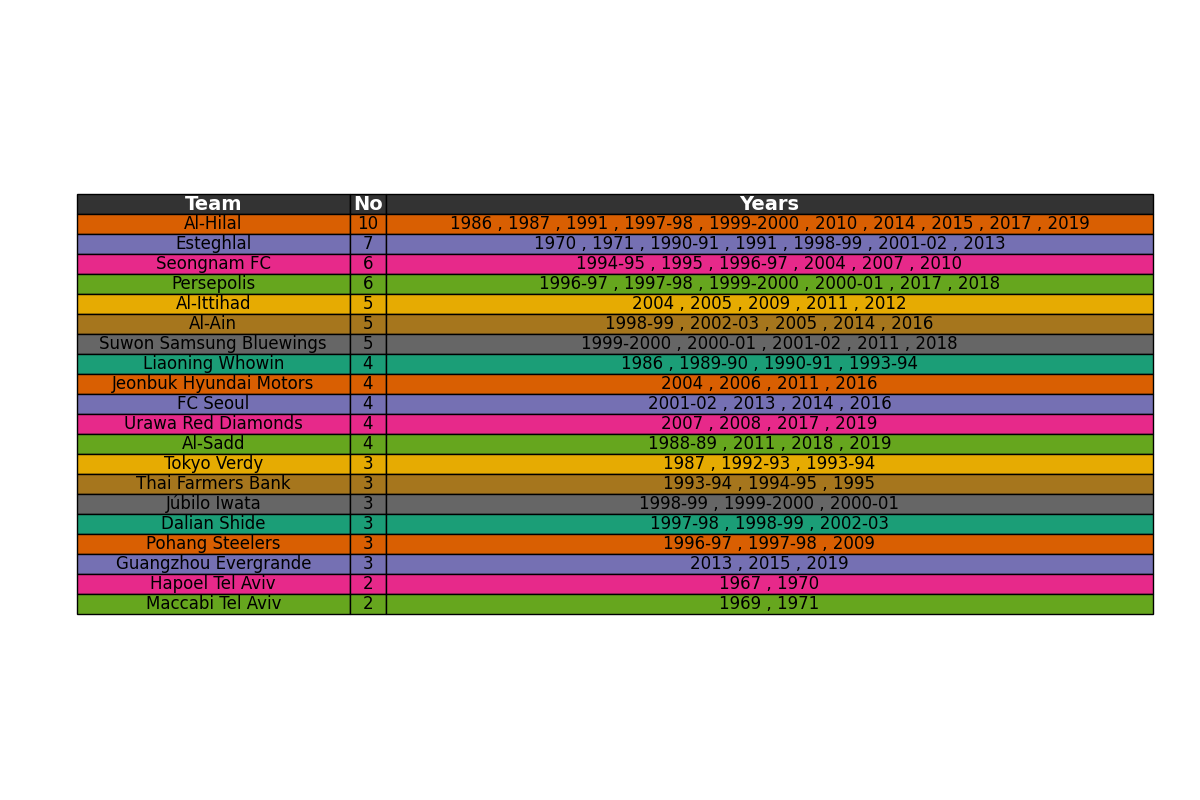 Team No Years
Al-Hilal 10 1986 , 1987 , 1991 , 1997-98 , 1999-2000 , 2010 , 2014 , 2015 , 2017 , 2019
Esteghlal 7 1970 , 1971 , 1990-91 , 1991 , 1998-99 , 2001-02 , 2013
Seongnam FC 6 1994-95 , 1995 , 1996-97 , 2004 , 2007 , 2010
Persepolis 6 1996-97 , 1997-98 , 1999-2000 , 2000-01 , 2017 , 2018
Al-Ittihad 5 2004 , 2005 , 2009 , 2011 , 2012
Al-Ain 5 1998-99 , 2002-03 , 2005 , 2014 , 2016
Suwon Samsung Bluewings 5 1999-2000 , 2000-01 , 2001-02 , 2011 , 2018
Liaoning Whowin 4 1986 , 1989-90 , 1990-91 , 1993-94
Jeonbuk Hyundai Motors 4 2004 , 2006 , 2011 , 2016
FC Seoul 4 2001-02 , 2013 , 2014 , 2016
Urawa Red Diamonds 4 2007 , 2008 , 2017 , 2019
Al-Sadd 4 1988-89 , 2011 , 2018 , 2019
Tokyo Verdy 3 1987 , 1992-93 , 1993-94
Thai Farmers Bank 3 1993-94 , 1994-95 , 1995
Júbilo Iwata 3 1998-99 , 1999-2000 , 2000-01
Dalian Shide 3 1997-98 , 1998-99 , 2002-03
Pohang Steelers 3 1996-97 , 1997-98 , 2009
Guangzhou Evergrande 3 2013 , 2015 , 2019
Hapoel Tel Aviv 2 1967 , 1970
Maccabi Tel Aviv 2 1969 , 1971